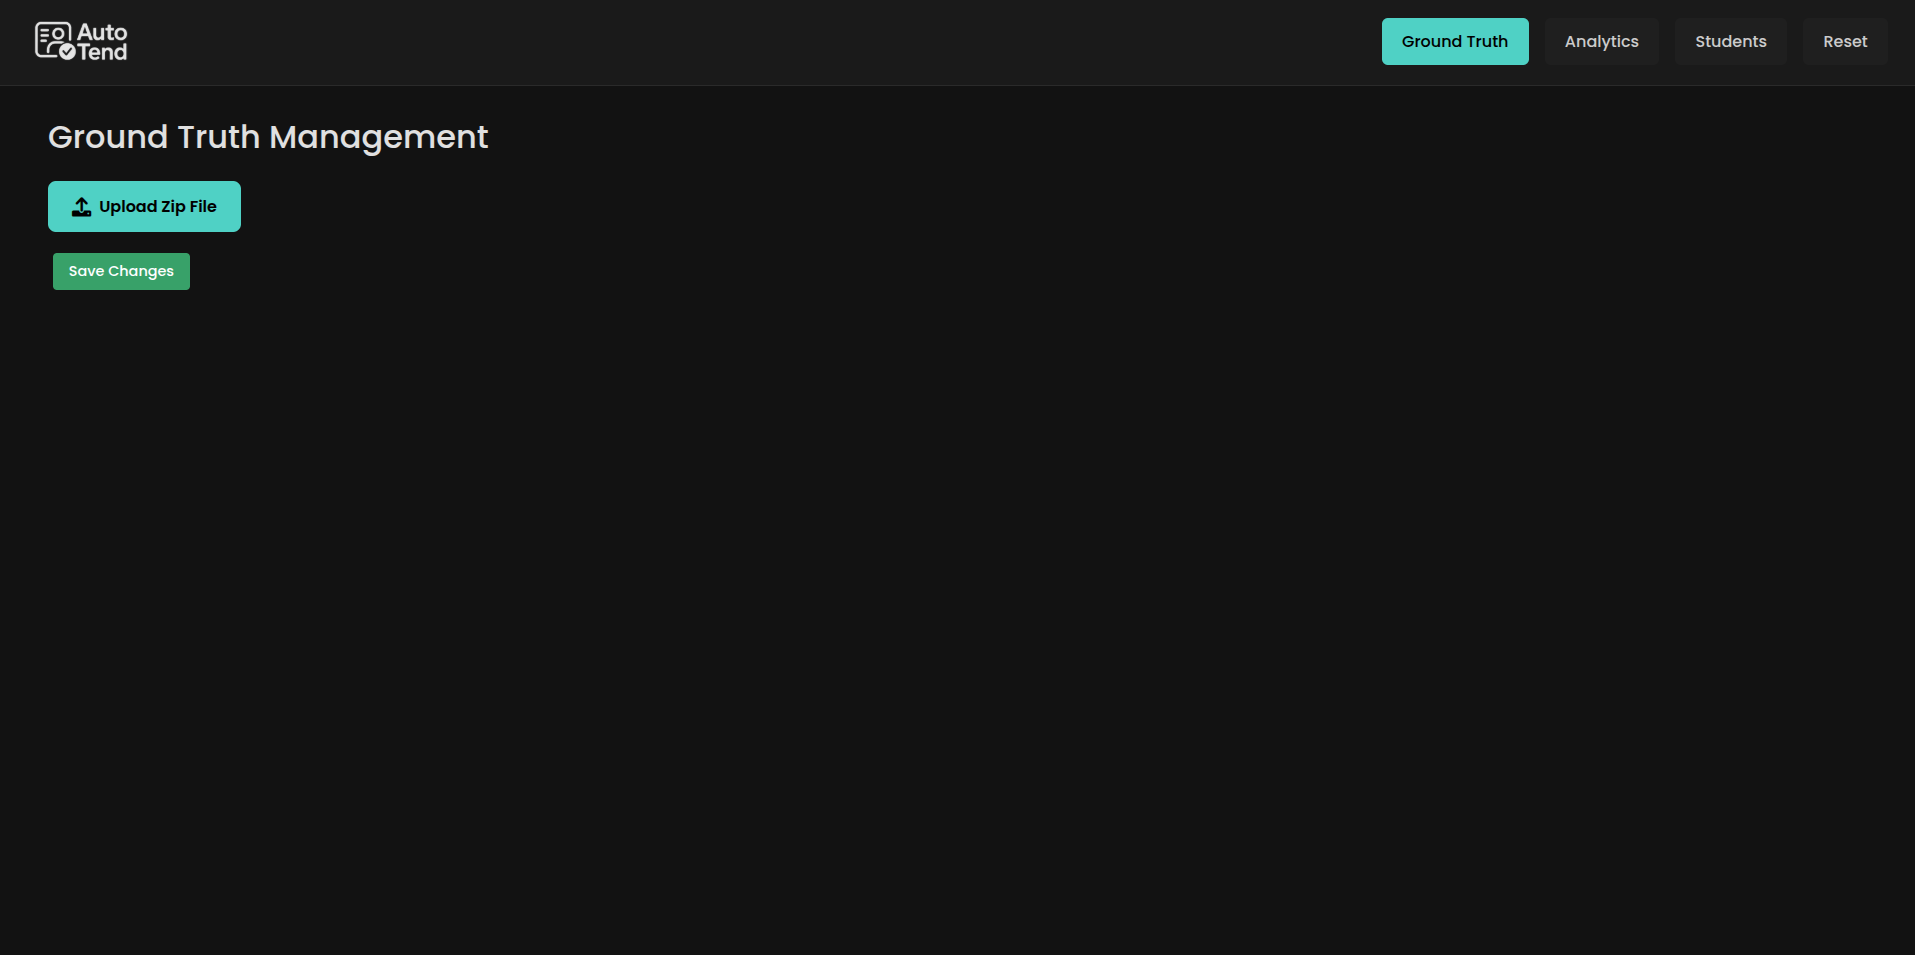 Auto
Tend
Ground Truth
Analytics
Students
Reset
Ground Truth Management
Upload Zip File
Save Changes